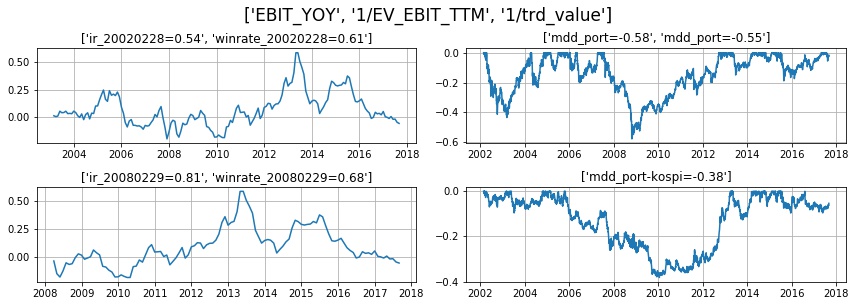 ['EBIT_YOY', '1/EV_EBIT_TTM', '1/trd_value']
['ir_20020228=0.54', 'winrate_20020228=0.61']
0.50
0.25
0.00
2004 2006 2008 2010 2012 2014 2016 2018
['mdd_port=-0.58', 'mdd_port=-0.55']
0.0
−0.2
−0.4
−0.6
2002 2004 2006 2008 2010 2012 2014 2016 2018
['ir_20080229=0.81', 'winrate_20080229=0.68']
0.50
0.25
0.00
2008 2009 2010 2011 2012 2013 2014 2015 2016 2017 2018
['mdd_port-kospi=-0.38']
0.0
−0.2
−0.4
2002 2004 2006 2008 2010 2012 2014 2016 2018